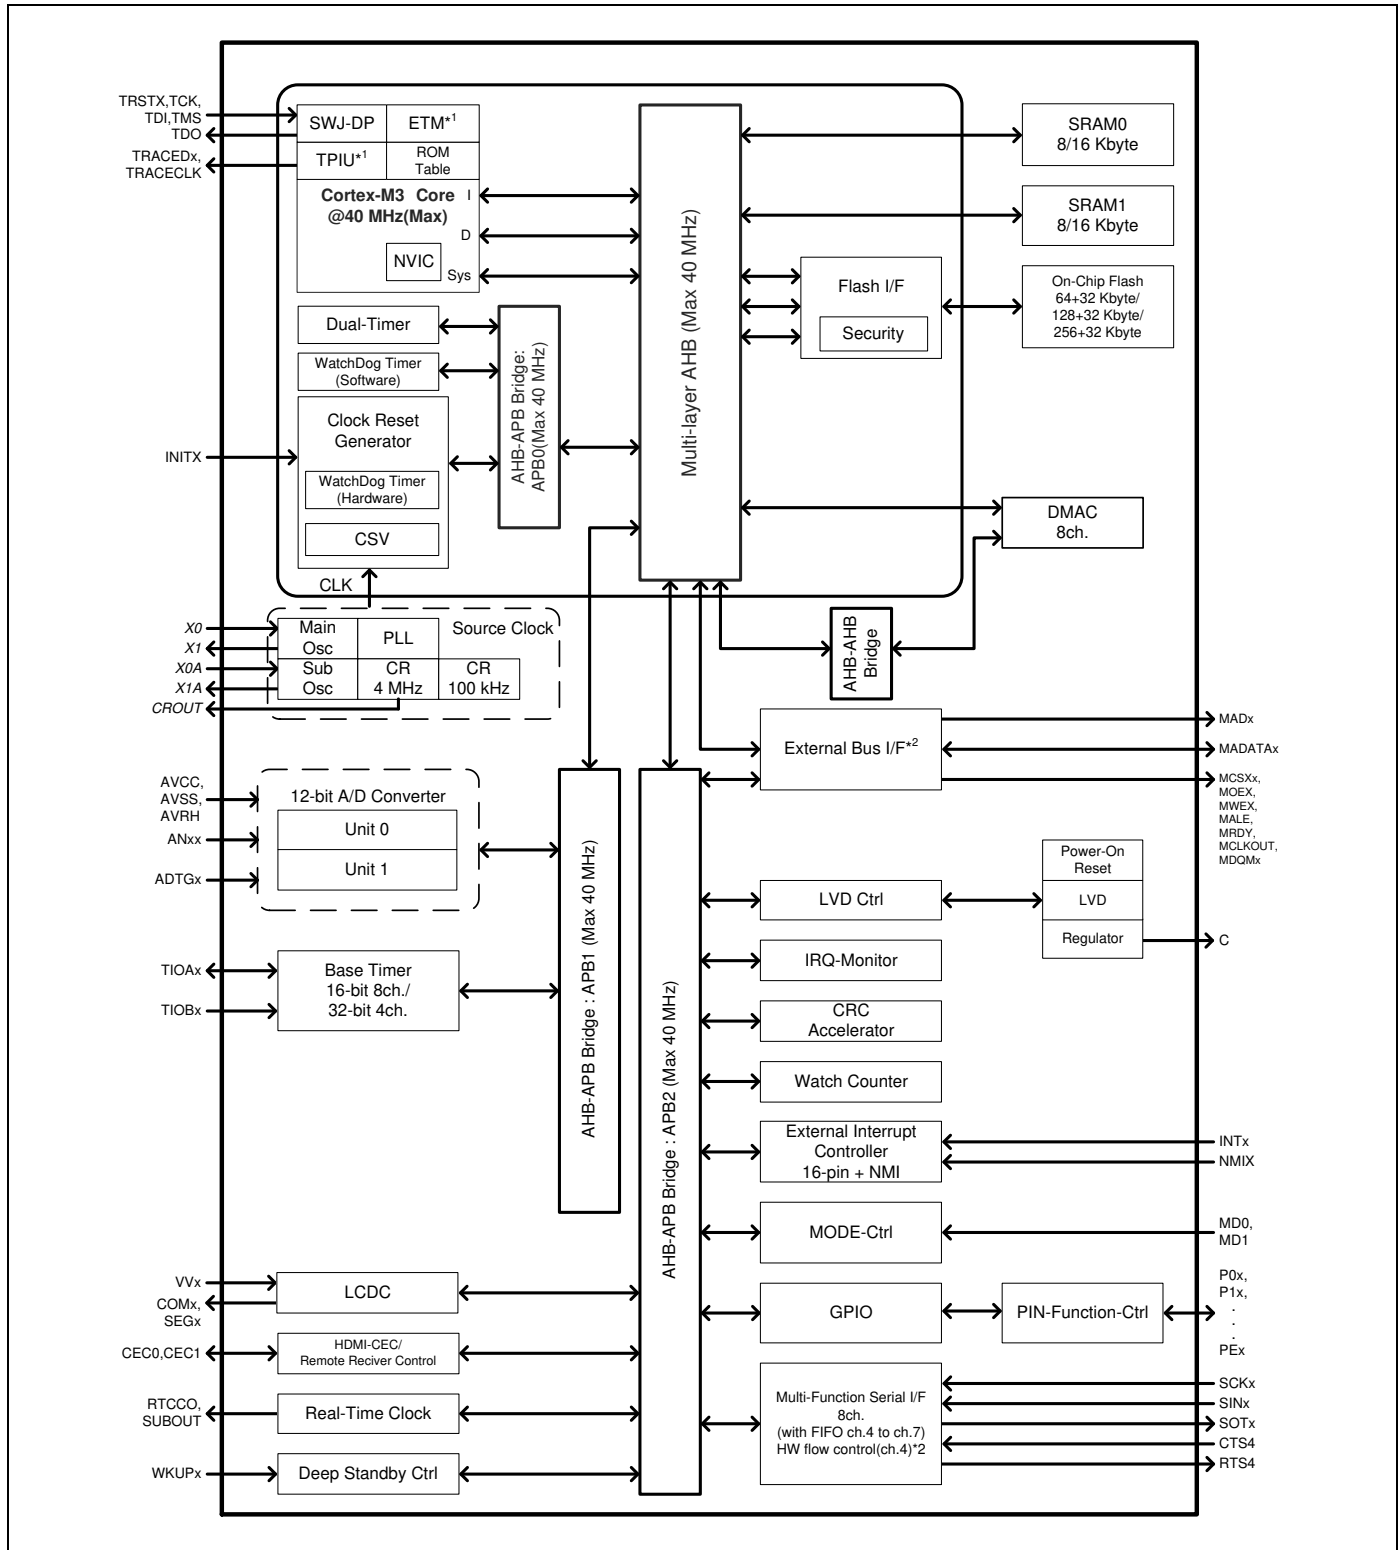 TRSTX,TCK,
TDI,TMS
TDO
TRACEDx,
TRACECLK
SWJ-DP
ETM*1
TPIU*1
ROM
Table
Cortex-M3 Core
@40 MHz(Max)
I
D
Sys
NVIC
Dual-Timer
WatchDog Timer
(Software)
Clock Reset
Generator
WatchDog Timer
(Hardware)
CSV
INITX
CLK
AHB-APB Bridge:
APB0(Max 40 MHz)
Multi-layer AHB (Max 40 MHz)
SRAM0
8/16 Kbyte
SRAM1
8/16 Kbyte
Flash I/F
Security
On-Chip Flash
64+32 Kbyte/
128+32 Kbyte/
256+32 Kbyte
DMAC
8ch.
AHB-AHB
Bridge
X0
X1
X0A
X1A
CROUT
Main
Osc
PLL
Source Clock
Sub
Osc
CR
4 MHz
CR
100 kHz
External Bus I/F*2
MADx
MADATAx
MCSXx,
MOEX,
MWEX,
MALE,
MRDY,
MCLKOUT,
MDQMx
AVCC,
AVSS,
AVRH
ANxx
ADTGx
12-bit A/D Converter
Unit 0
Unit 1
AHB-APB Bridge : APB1 (Max 40 MHz)
AHB-APB Bridge : APB2 (Max 40 MHz)
LVD Ctrl
Power-On
Reset
LVD
Regulator
C
IRQ-Monitor
TIOAx
TIOBx
Base Timer
16-bit 8ch./
32-bit 4ch.
CRC
Accelerator
Watch Counter
External Interrupt
Controller
16-pin + NMI
INTx
NMIX
MODE-Ctrl
MD0,
MD1
VVx
COMx,
SEGx
LCDC
GPIO
PIN-Function-Ctrl
P0x,
P1x,
.
.
.
PEx
CEC0,CEC1
HDMI-CEC/
Remote Reciver Control
RTCCO,
SUBOUT
Real-Time Clock
WKUPx
Deep Standby Ctrl
Multi-Function Serial I/F
8ch.
(with FIFO ch.4 to ch.7)
HW flow control(ch.4)*2
SCKx
SINx
SOTx
CTS4
RTS4